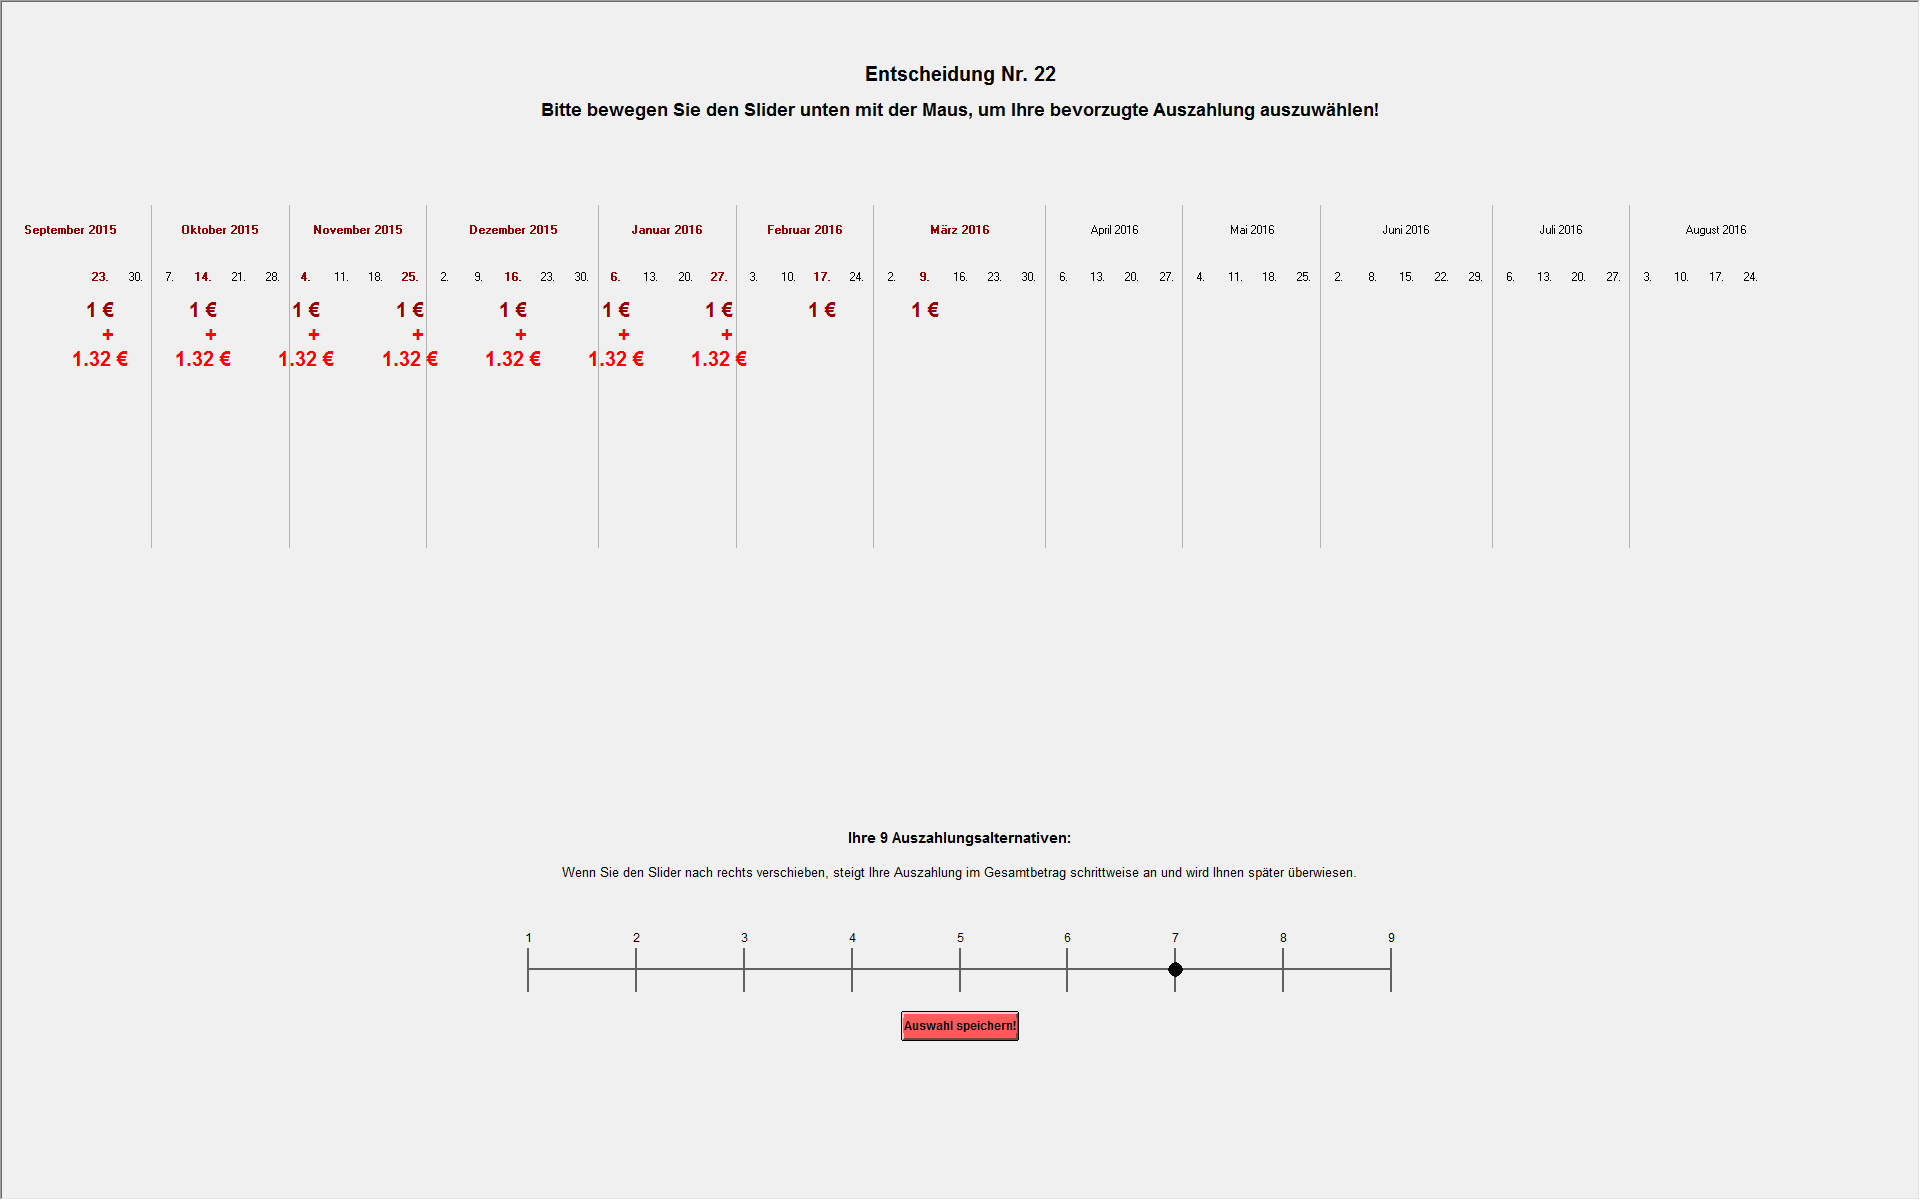 Entscheidung Nr. 22
Bitte bewegen Sie den Slider unten mit der Maus, um Ihre bevorzugte Auszahlung auszuwählen!
September 2015 Oktober 2015 November 2015 Dezember 2015 Januar 2016 Februar 2016 März 2016 April 2016 Mai 2016 Juni 2016 Juli 2016 August 2016
23. 30. 7. 14. 21. 28. 4. 11. 18. 25. 2. 9. 16. 23. 30. 6. 13. 20. 27. 3. 10. 17. 24. 2. 9. 16. 23. 30. 6. 13. 20. 27. 4. 11. 18. 25. 2. 8. 15. 22. 29. 6. 13. 20. 27. 3. 10. 17. 24.
1 € 1 € 1 € 1 € 1 € 1 € 1 € 1 € 1 €
+ + + + + + +
1.32 € 1.32 € 1.32 € 1.32 € 1.32 € 1.32 € 1.32 €
Ihre 9 Auszahlungsalternativen:
Wenn Sie den Slider nach rechts verschieben, steigt Ihre Auszahlung im Gesamtbetrag schrittweise an und wird Ihnen später überwiesen.
1 2 3 4 5 6 7 8 9
Auswahl speichern!